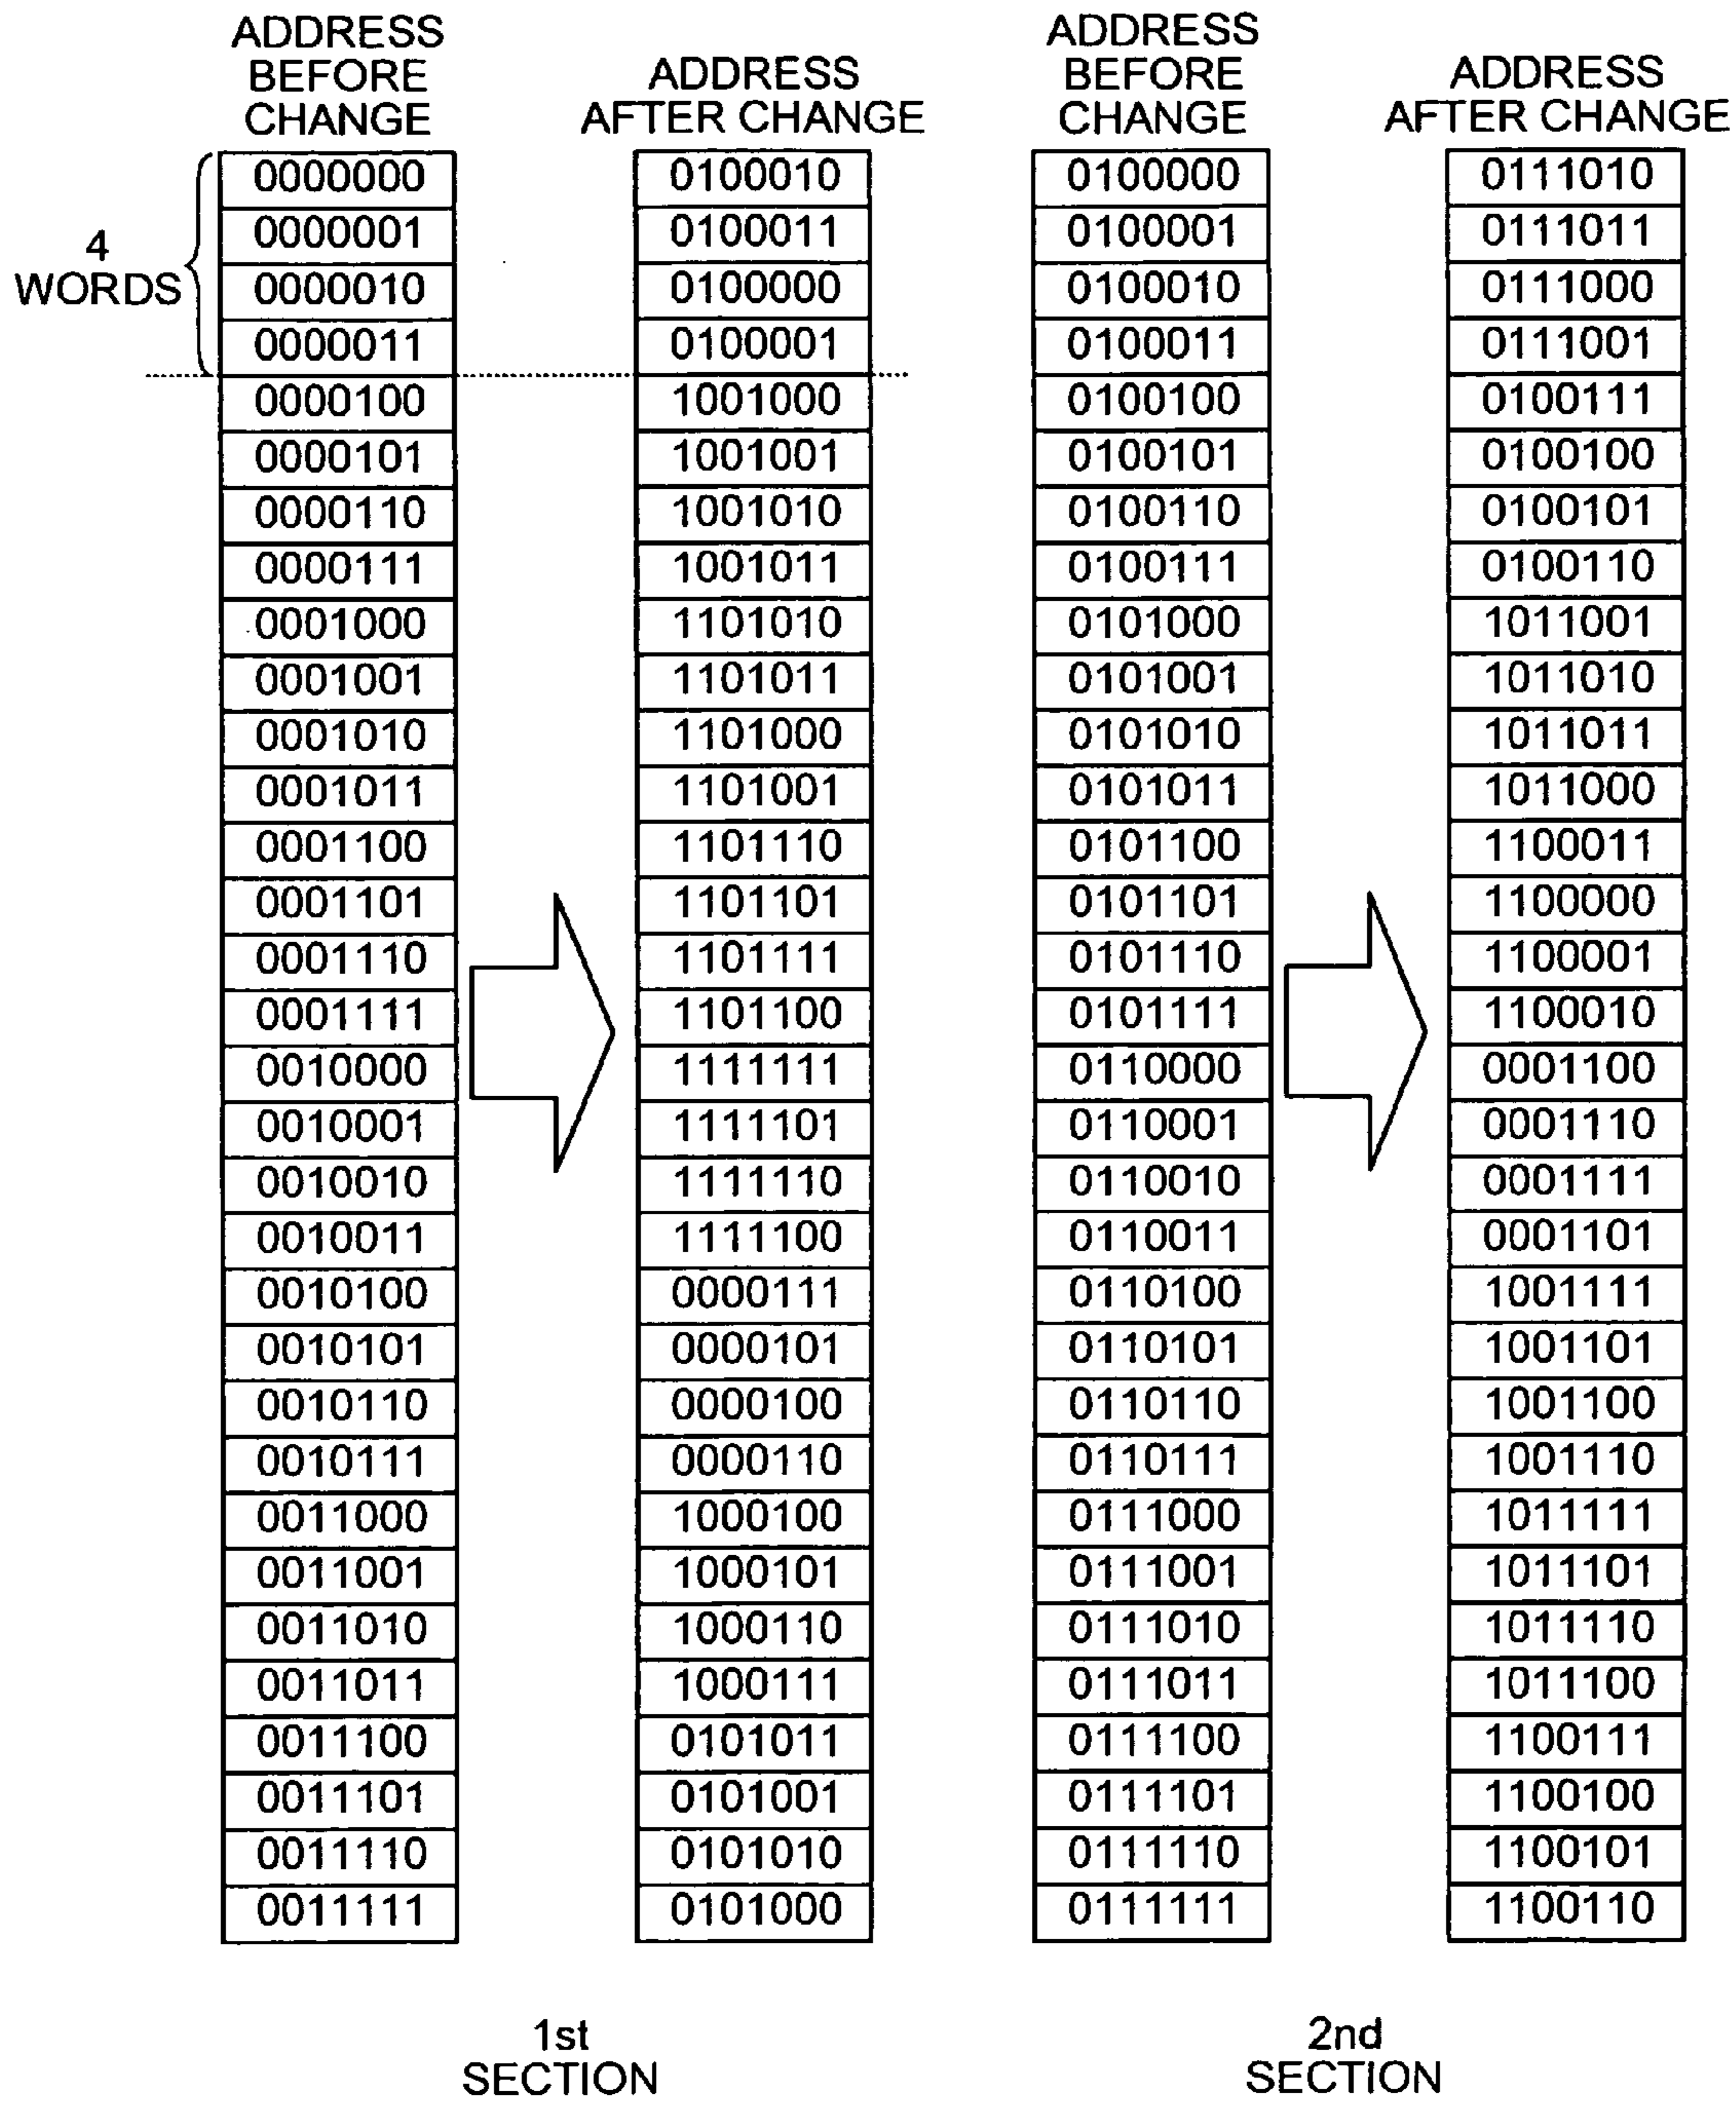 ADDRESS
BEFORE
CHANGE
ADDRESS
AFTER CHANGE
ADDRESS
BEFORE
CHANGE
ADDRESS
AFTER CHANGE
4
WORDS
0000000 0100010 0100000 0111010
0000001 0100011 0100001 0111011
0000010 0100000 0100010 0111000
0000011 0100001 0100011 0111001
0000100 1001000 0100100 0100111
0000101 1001001 0100101 0100100
0000110 1001010 0100110 0100101
0000111 1001011 0100111 0100110
0001000 1101010 0101000 1011001
0001001 1101011 0101001 1011010
0001010 1101000 0101010 1011011
0001011 1101001 0101011 1011000
0001100 1101110 0101100 1100011
0001101 1101101 0101101 1100000
0001110 1101111 0101110 1100001
0001111 1101100 0101111 1100010
0010000 1111111 0110000 0001100
0010001 1111101 0110001 0001110
0010010 1111110 0110010 0001111
0010011 1111100 0110011 0001101
0010100 0000111 0110100 1001111
0010101 0000101 0110101 1001101
0010110 0000100 0110110 1001100
0010111 0000110 0110111 1001110
0011000 1000100 0111000 1011111
0011001 1000101 0111001 1011101
0011010 1000110 0111010 1011110
0011011 1000111 0111011 1011100
0011100 0101011 0111100 1100111
0011101 0101001 0111101 1100100
0011110 0101010 0111110 1100101
0011111 0101000 0111111 1100110
1st
SECTION
2nd
SECTION